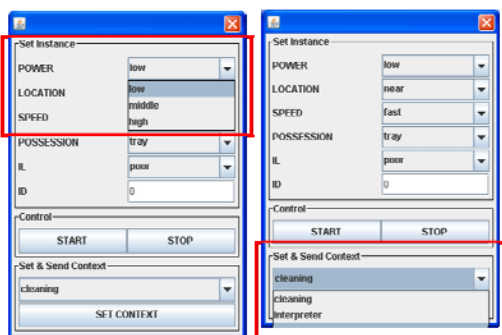 Set Instance
POWER low
LOCATION low
middle
SPEED high
POSSESSION tray
IL poor
ID 0
Control
START STOP
Set & Send Context
cleaning
SET CONTEXT
Set Instance
POWER low
LOCATION near
SPEED fast
POSSESSION tray
IL poor
ID 0
Control
START STOP
Set & Send Context
cleaning
cleaning
Interpreter